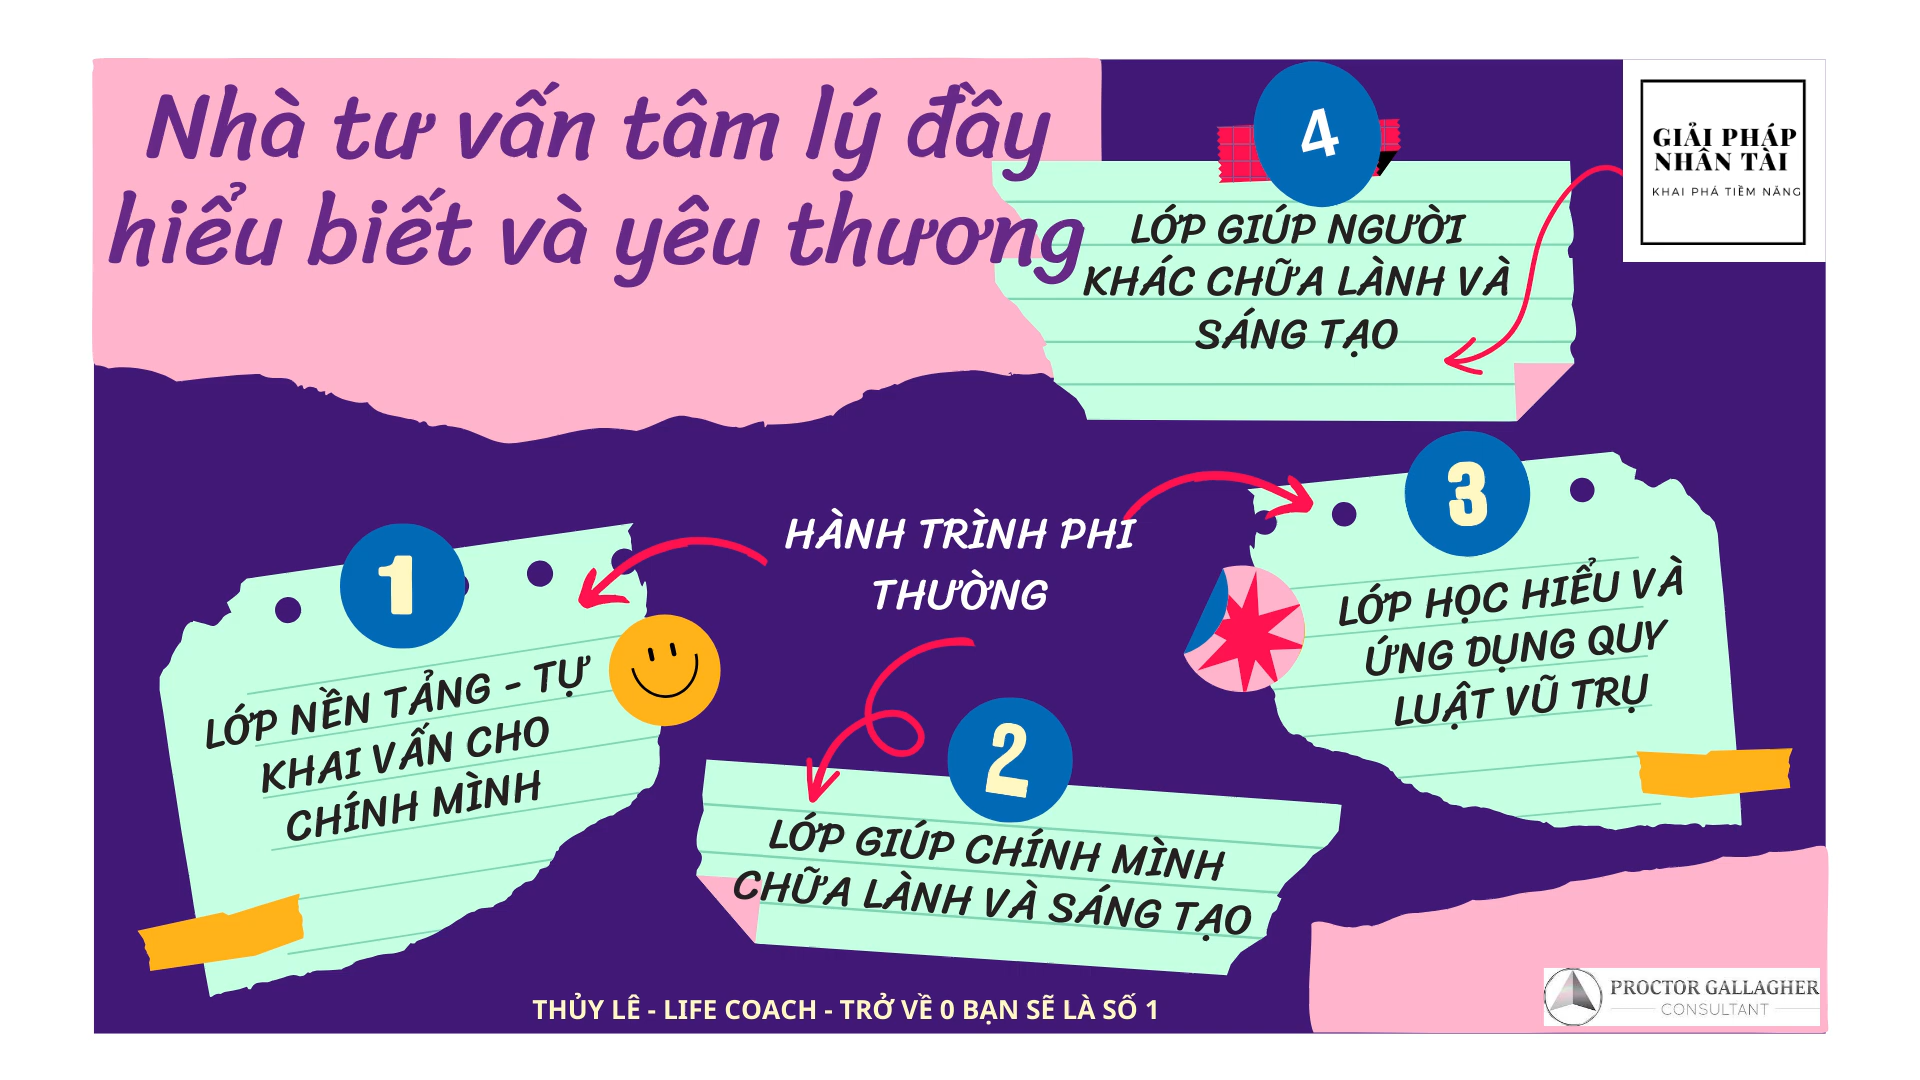 Nhà tư vấn tâm lý đầy
hiểu biết và yêu thương
4
LỚP GIÚP NGƯỜI
KHÁC CHỮA LÀNH VÀ
SÁNG TẠO
GIẢI PHÁP
NHÂN TÀI
KHAI PHÁ TIỀM NĂNG
HÀNH TRÌNH PHI
THƯỜNG
1
LỚP NỀN TẢNG - TỰ
KHAI VẤN CHO
CHÍNH MÌNH
2
LỚP GIÚP CHÍNH MÌNH
CHỮA LÀNH VÀ SÁNG TẠO
3
LỚP HỌC HIỂU VÀ
ỨNG DỤNG QUY
LUẬT VŨ TRỤ
THỦY LÊ - LIFE COACH - TRỞ VỀ 0 BẠN SẼ LÀ SỐ 1
PROCTOR GALLAGHER
CONSULTANT